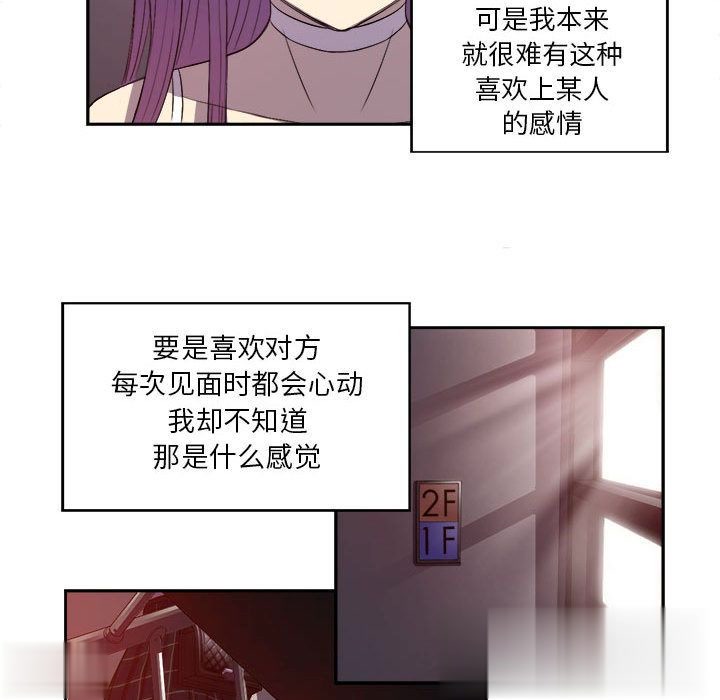 可是我本来
就很难有这种
喜欢上某人
的感情
要是喜欢对方
每次见面时都会心动
我却不知道
那是什么感觉
2F
1F